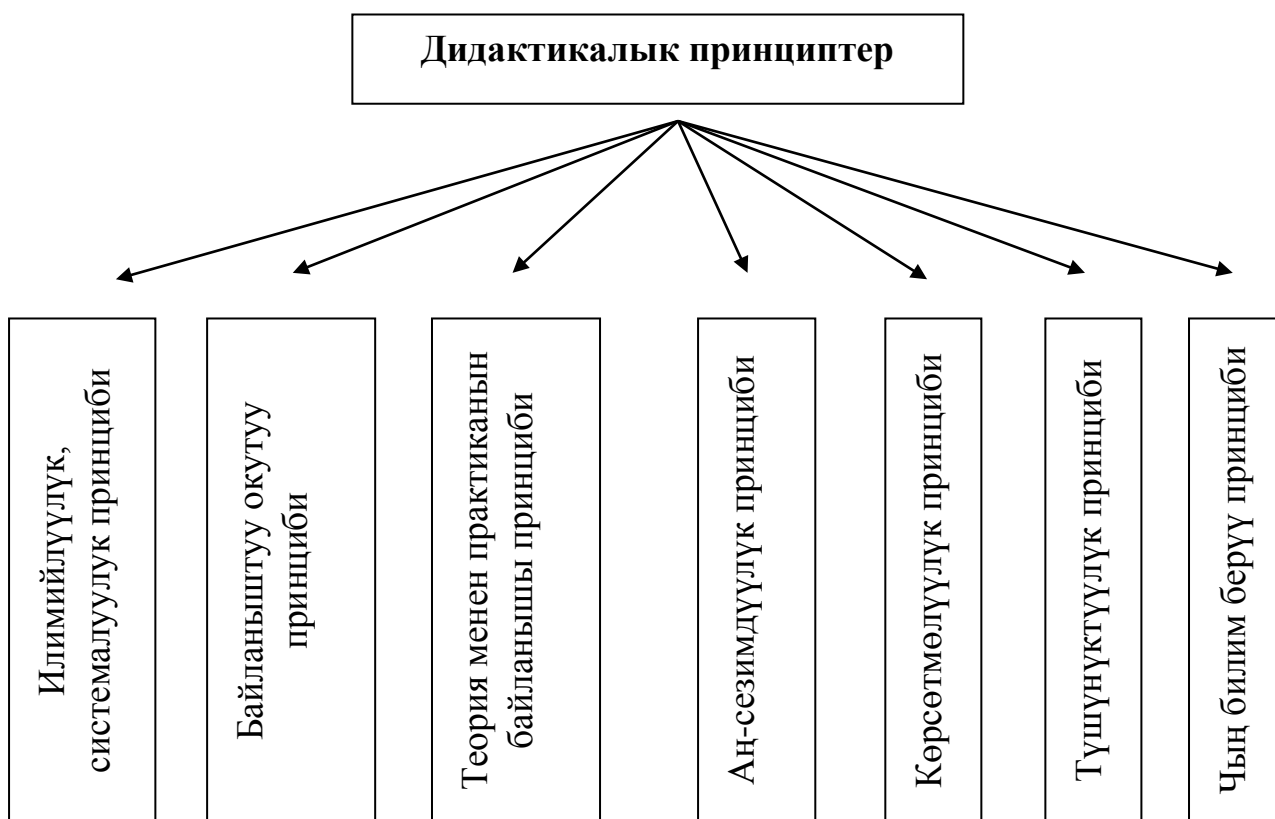 Дидактикалык принциптер
Илимийлүүлүк,
системалуулук принциби
Байланыштуу окутуу
принциби
Теория менен практиканын
байланышы принциби
Аң-сезимдүүлүк принциби
Көрсөтмөлүүлүк принциби
Түшүнүктүүлүк принциби
Чың билим берүү принциби